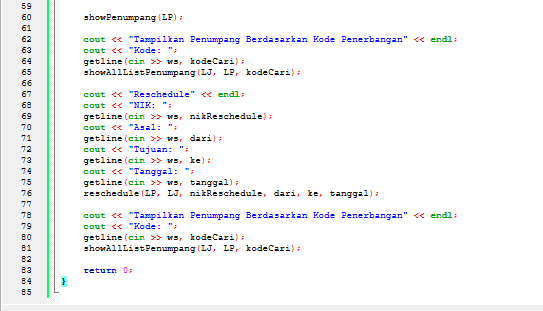 59
60 showPenumpang(LP);
61
62 cout << "Tampilkan Penumpang Berdasarkan Kode Penerbangan" << endl;
63 cout << "Kode: ";
64 getline(cin >> ws, kodeCari);
65 showAllListPenumpang(LJ, LP, kodeCari);
66
67 cout << "Reschedule" << endl;
68 cout << "NIK: ";
69 getline(cin >> ws, nikReschedule);
70 cout << "Asal: ";
71 getline(cin >> ws, dari);
72 cout << "Tujuan: ";
73 getline(cin >> ws, ke);
74 cout << "Tanggal: ";
75 getline(cin >> ws, tanggal);
76 reschedule(LP, LJ, nikReschedule, dari, ke, tanggal);
77
78 cout << "Tampilkan Penumpang Berdasarkan Kode Penerbangan" << endl;
79 cout << "Kode: ";
80 getline(cin >> ws, kodeCari);
81 showAllListPenumpang(LJ, LP, kodeCari);
82
83 return 0;
84 }
85